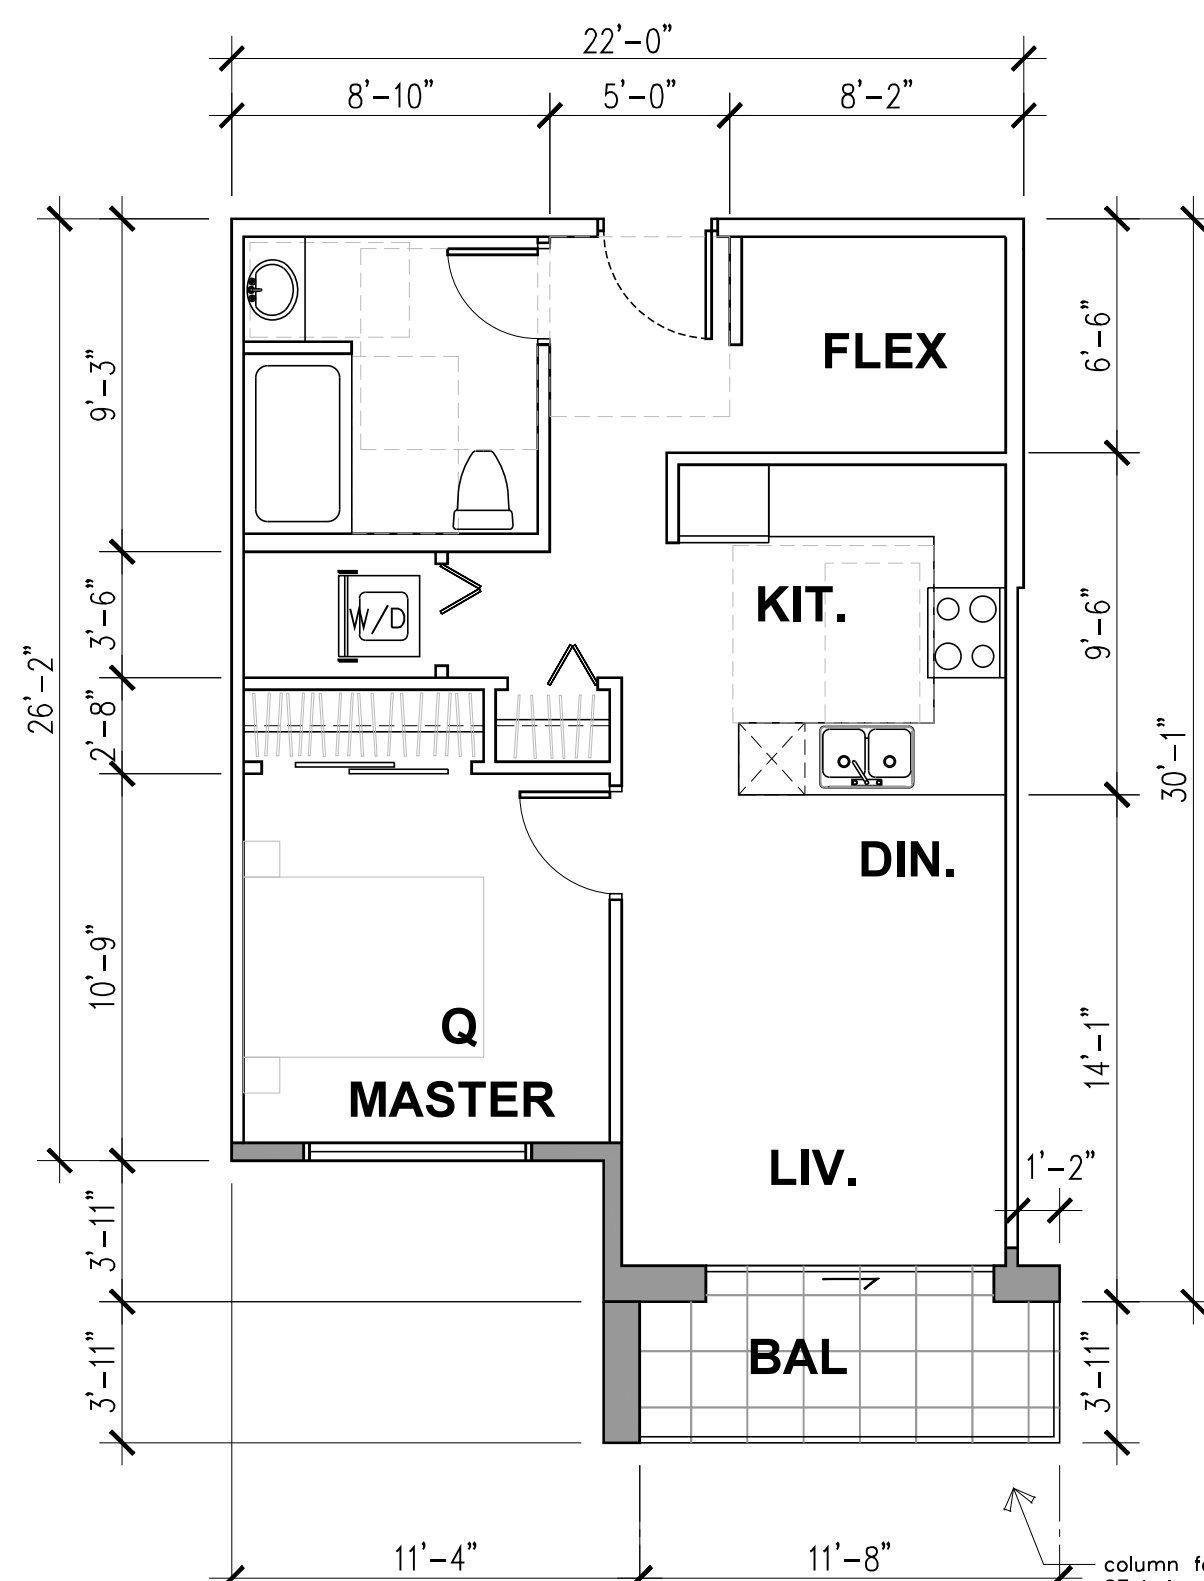 22'-0"
8'-10" 5'-0" 8'-2"
9'-3"
FLEX
6'-6"
3'-6"
W/D
KIT.
9'-6"
26'-2"
2'-8"
30'-1"
DIN.
10'-9"
Q
MASTER
14'-1"
LIV.
1'-2"
3'-11"
BAL
3'-11"
3'-11"
11'-4" 11'-8"
column